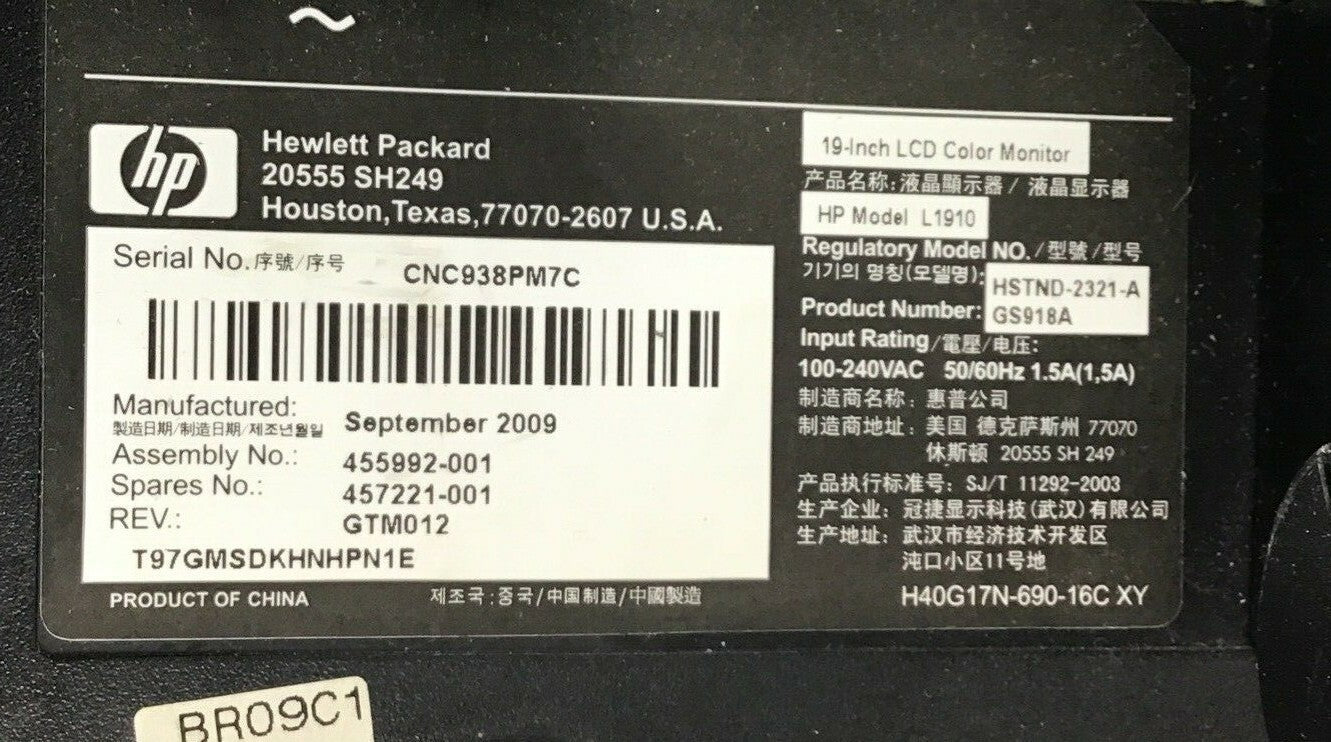 ~
hp
Hewlett Packard
20555 SH249
Houston,Texas,77070-2607 U.S.A.
Serial No.序號/序号
CNC938PM7C
Manufactured:
製造日期/制造日期/제조년월일
September 2009
Assembly No.: 455992-001
Spares No.: 457221-001
REV.: GTM012
T97GMSDKHNHPN1E
PRODUCT OF CHINA
제조국:중국/中国制造/中國製造
19-Inch LCD Color Monitor
产品名称:液晶顯示器/液晶显示器
HP Model L1910
Regulatory Model NO./型號/型号
기기의 명칭(모델명): HSTND-2321-A
Product Number: GS918A
Input Rating/電壓/电压:
100-240VAC 50/60Hz 1.5A(1,5A)
制造商名称：惠普公司
制造商地址：美国 德克萨斯州 77070
休斯顿 20555 SH 249
产品执行标准号：SJ/T 11292-2003
生产企业：冠捷显示科技(武汉)有限公司
生产地址：武汉市经济技术开发区
沌口小区11号地
H40G17N-690-16C XY
BR09C1